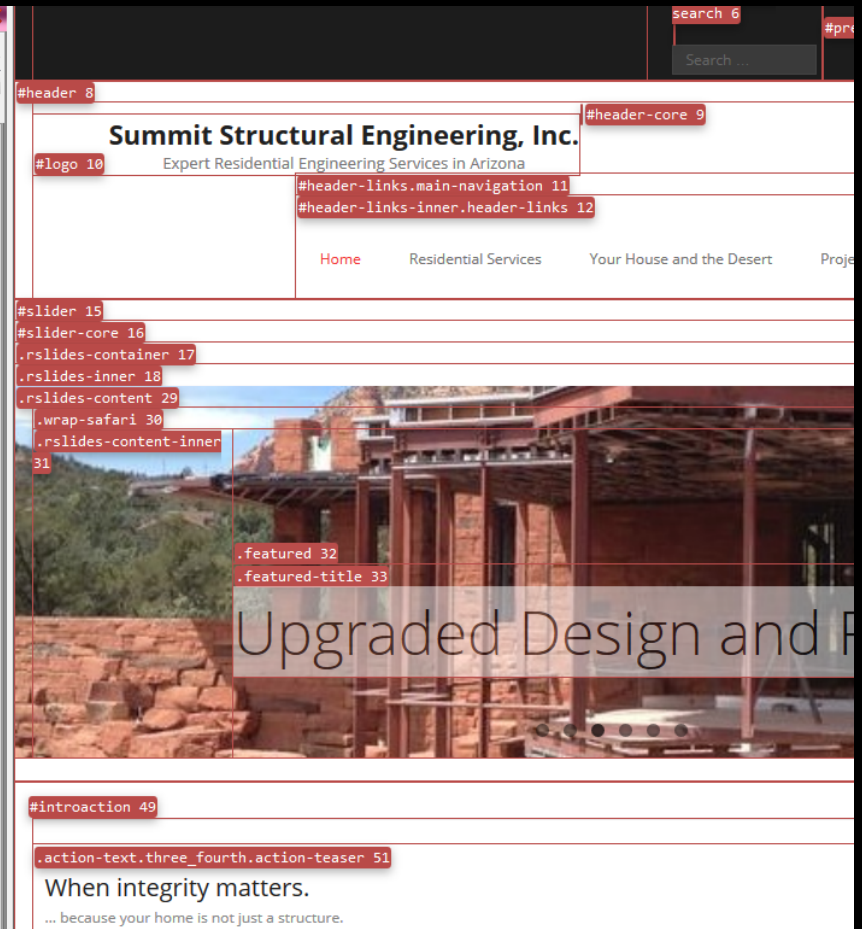 search 6
#pre
Search ...
#header 8
#header-core 9
Summit Structural Engineering, Inc.
#logo 10
Expert Residential Engineering Services in Arizona
#header-links.main-navigation 11
#header-links-inner.header-links 12
Home Residential Services Your House and the Desert Proje
#slider 15
#slider-core 16
.rslides-container 17
.rslides-inner 18
.rslides-content 29
.wrap-safari 30
.rslides-content-inner
31
.featured 32
.featured-title 33
Upgraded Design and
#introaction 49
.action-text.three_fourth.action-teaser 51
When integrity matters.
... because your home is not just a structure.